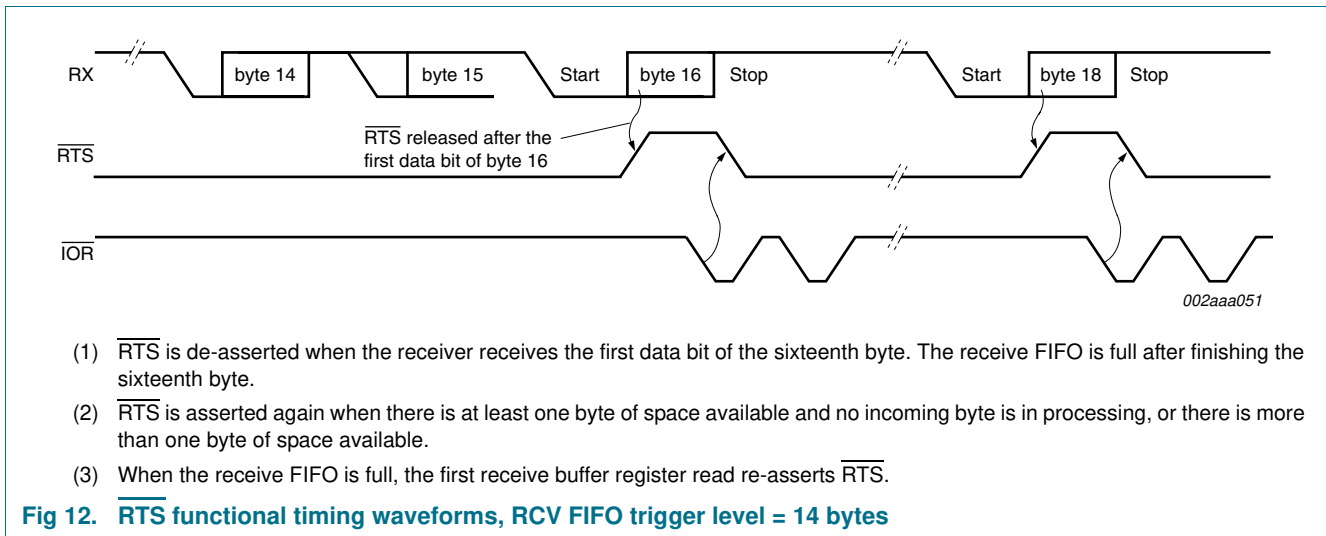 RX
byte 14
byte 15
Start
byte 16
Stop
Start
byte 18
Stop
RTS released after the
first data bit of byte 16
RTS
IOR
002aaa051
(1) RTS is de-asserted when the receiver receives the first data bit of the sixteenth byte. The receive FIFO is full after finishing the
sixteenth byte.
(2) RTS is asserted again when there is at least one byte of space available and no incoming byte is in processing, or there is more
than one byte of space available.
(3) When the receive FIFO is full, the first receive buffer register read re-asserts RTS.
Fig 12. RTS functional timing waveforms, RCV FIFO trigger level = 14 bytes